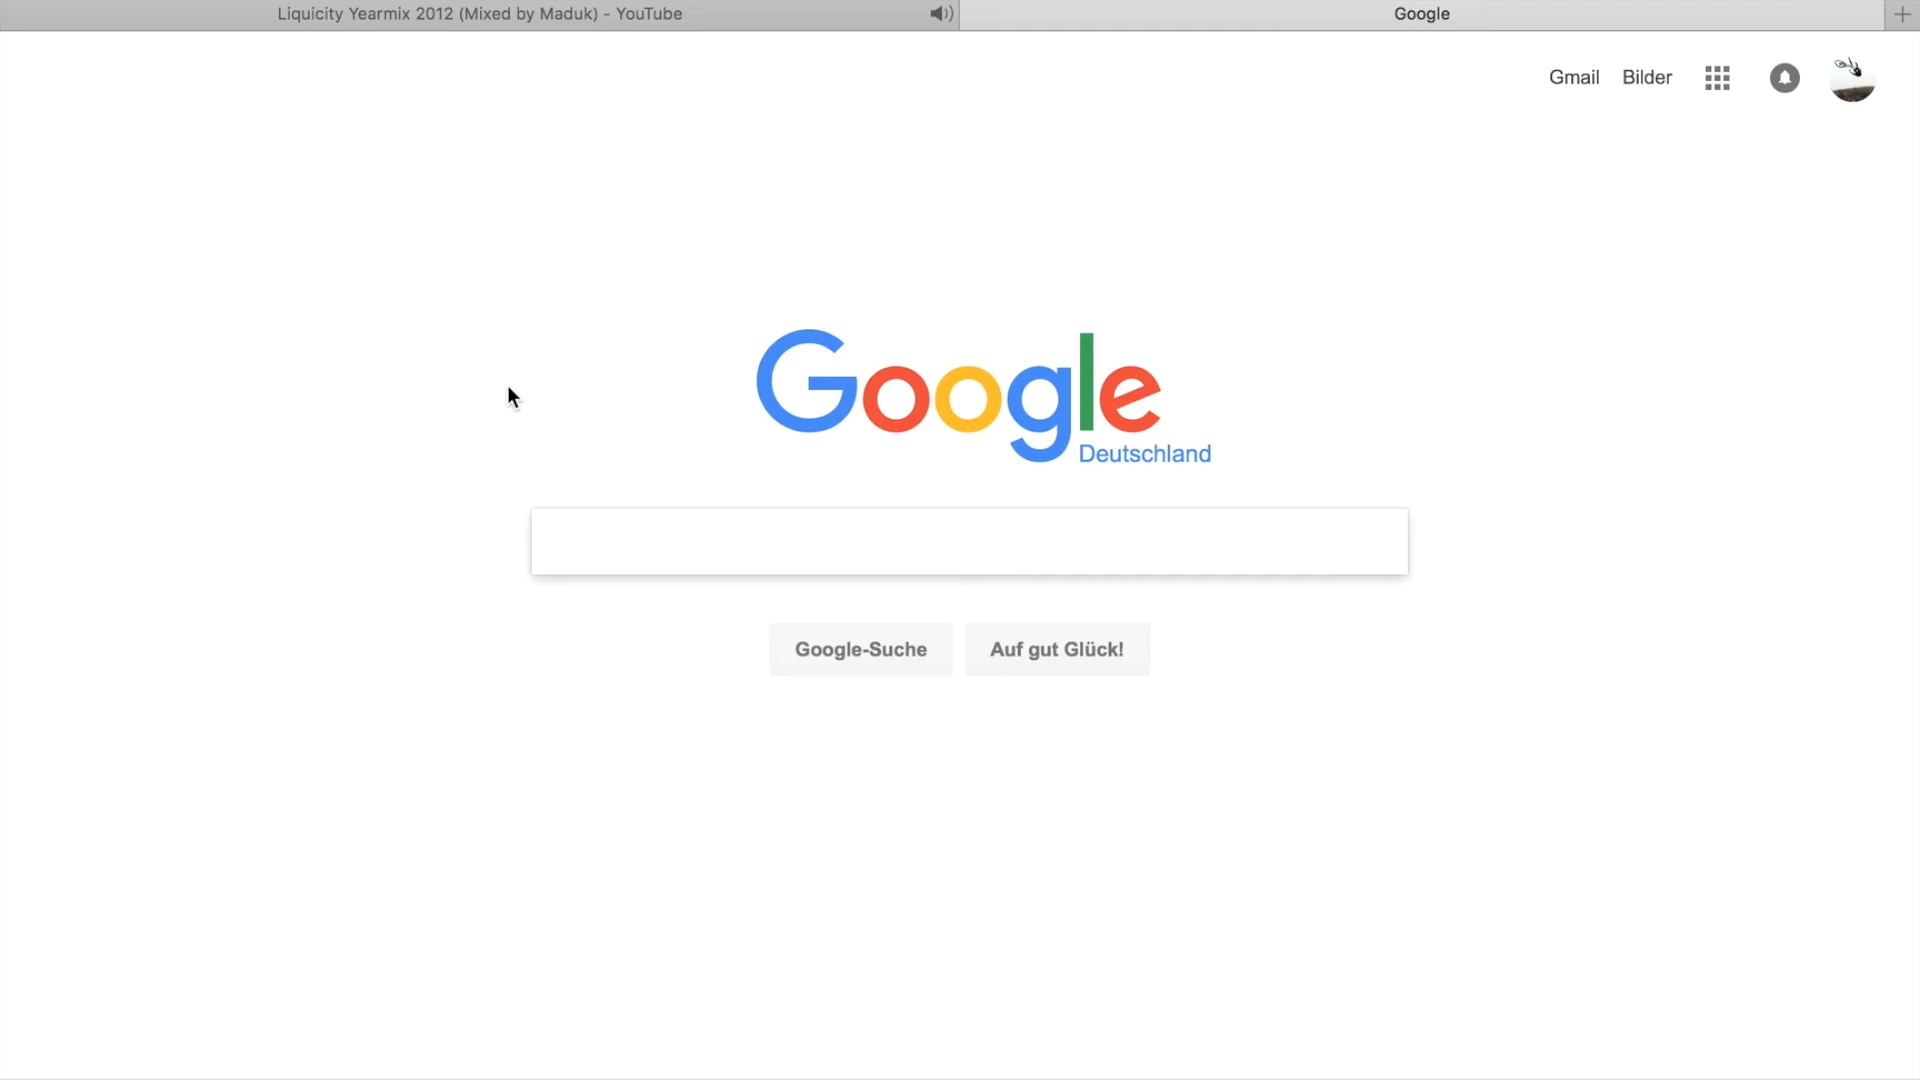 Liquicity Yearmix 2012 (Mixed by Maduk) - YouTube
Google
Gmail
Bilder
Google
Deutschland
Google-Suche
Auf gut Glück!